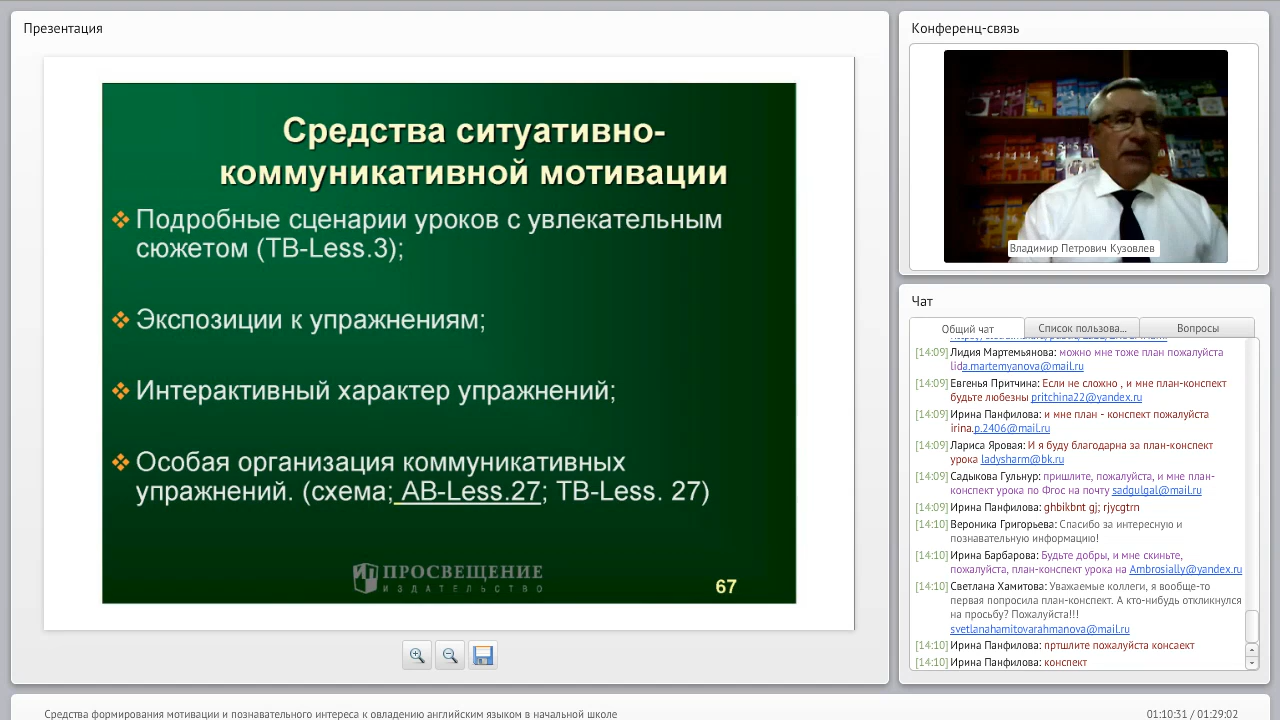 Презентация
Средства ситуативно-
коммуникативной мотивации
Подробные сценарии уроков с увлекательным
сюжетом (TB-Less.3);
Экспозиции к упражнениям;
Интерактивный характер упражнений;
Особая организация коммуникативных
упражнений. (схема; AB-Less.27; TB-Less. 27)
ПРОСВЕЩЕНИЕ
ИЗДАТЕЛЬСТВО
67
Конференц-связь
Владимир Петрович Кузовлев
Чат
Общий чат
Список пользова...
Вопросы
[14:09] Лидия Мартемьянова: можно мне тоже план пожалуйста
lida.martemyanova@mail.ru
[14:09] Евгенья Притчина: Если не сложно , и мне план-конспект
будьте любезны pritchina22@yandex.ru
[14:09] Ирина Панфилова: и мне план - конспект пожалуйста
irina.p.2406@mail.ru
[14:09] Лариса Яровая: И я буду благодарна за план-конспект
урока ladysharm@bk.ru
[14:09] Садыкова Гульнур: пришлите, пожалуйста, и мне план-
конспект урока по Фгос на почту sadgulgal@mail.ru
[14:09] Ирина Панфилова: ghbikbnt gj; rjycgtrn
[14:10] Вероника Григорьева: Спасибо за интересную и
познавательную информацию!
[14:10] Ирина Барбарова: Будьте добры, и мне скиньте,
пожалуйста, план-конспект урока на Ambrosially@yandex.ru
[14:10] Светлана Хамитова: Уважаемые коллеги, я вообще-то
первая попросила план-конспект. А кто-нибудь откликнулся
на просьбу? Пожалуйста!!!
svetlanahamitovarahmanova@mail.ru
[14:10] Ирина Панфилова: пртшлите пожалуйста консаект
[14:10] Ирина Панфилова: конспект
Средства формирования мотивации и познавательного интереса к овладению английским языком в начальной школе
01:10:31 / 01:29:02